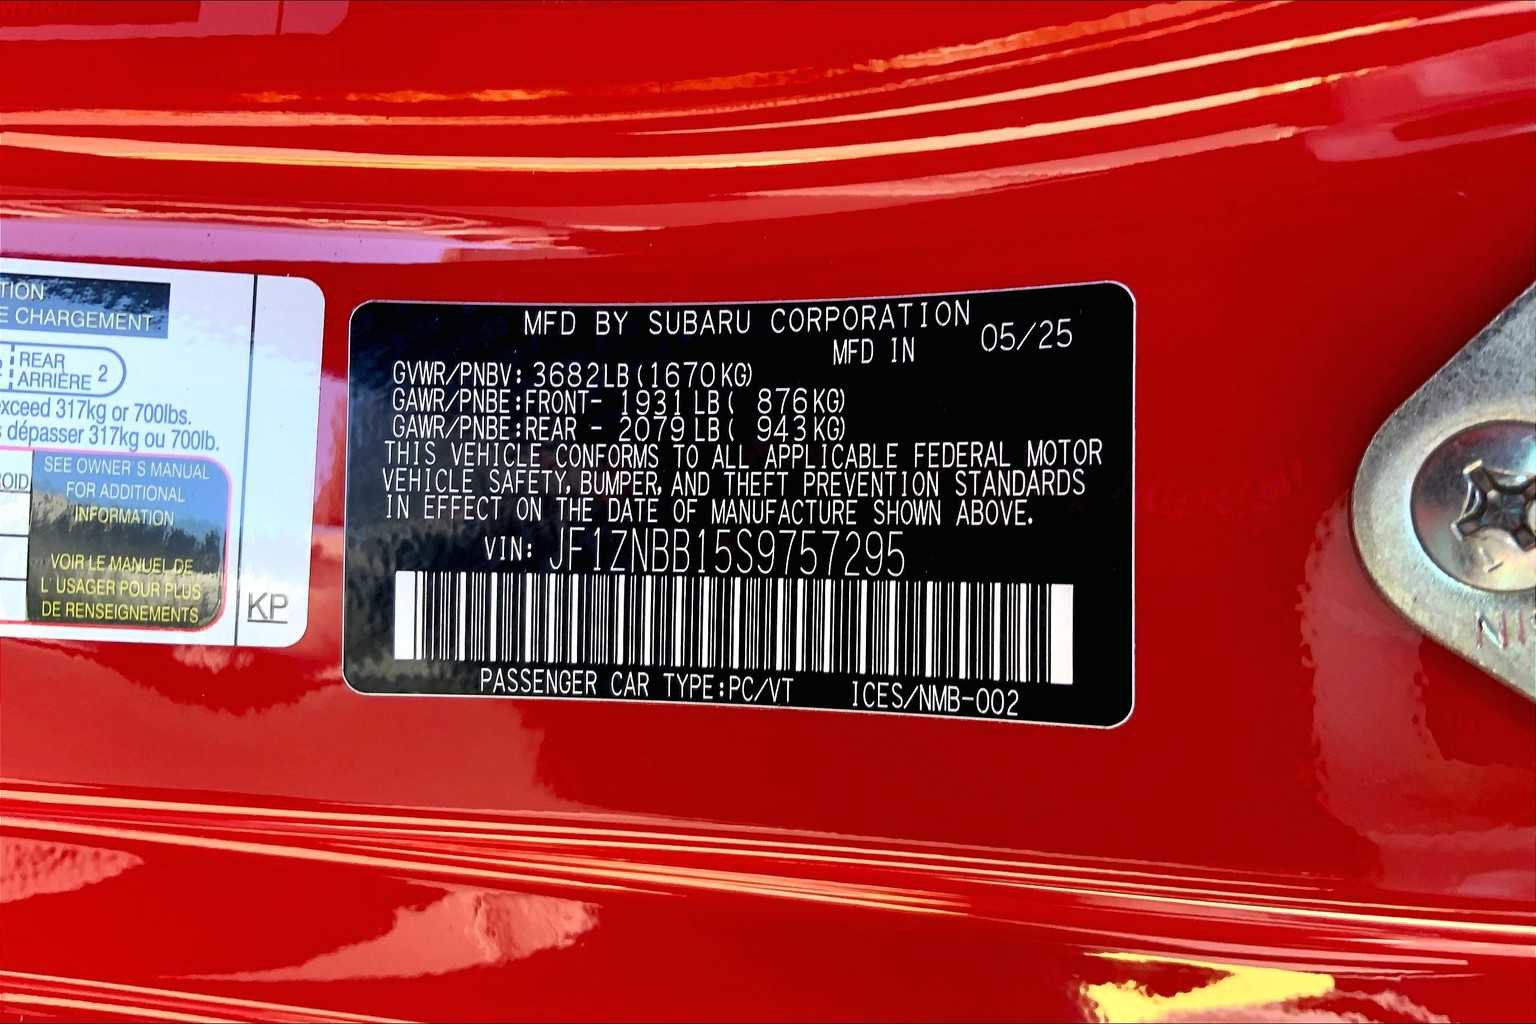 TION
E CHARGEMENT
2 REAR
ARRIÈRE 2
exceed 317kg or 700lbs.
s dépasser 317kg ou 700lb.
ROID
SEE OWNER'S MANUAL
FOR ADDITIONAL
INFORMATION
VOIR LE MANUEL DE
L'USAGER POUR PLUS
DE RENSEIGNEMENTS
KP
MFD BY SUBARU CORPORATION
MFD IN 05/25
GVWR/PNBV: 3682LB(1670KG)
GAWR/PNBE:FRONT- 1931LB( 876KG)
GAWR/PNBE:REAR - 2079LB( 943KG)
THIS VEHICLE CONFORMS TO ALL APPLICABLE FEDERAL MOTOR
VEHICLE SAFETY, BUMPER, AND THEFT PREVENTION STANDARDS
IN EFFECT ON THE DATE OF MANUFACTURE SHOWN ABOVE.
VIN: JF1ZNBB15S9757295
PASSENGER CAR TYPE:PC/VT ICES/NMB-002